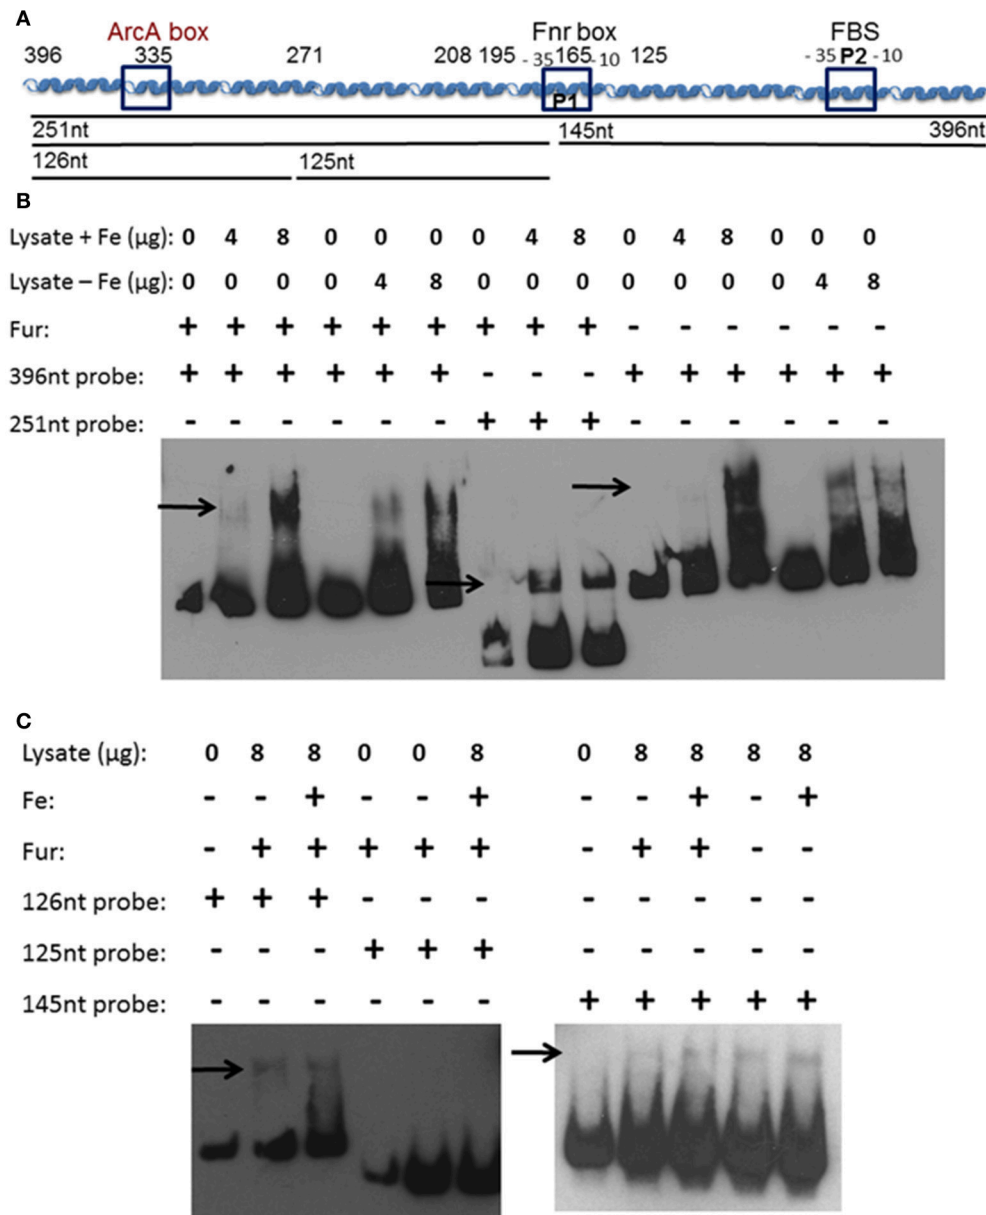 A
ArcA box Fnr box FBS
396 335 271 208 195 -35 165 -10 125 -35 P2 -10
P1
251nt 145nt 396nt
126nt 125nt
B
Lysate + Fe (µg): 0 4 8 0 0 0 0 4 8 0 4 8 0 0 0
Lysate – Fe (µg): 0 0 0 0 4 8 0 0 0 0 0 0 0 4 8
Fur: + + + + + + + + + - - - - - -
396nt probe: + + + + + + - - - + + + + + +
251nt probe: - - - - - - + + + - - - - - -
C
Lysate (µg): 0 8 8 0 0 8 0 8 8 8 8
Fe: - - + - - + - - + - +
Fur: - + + + + + - + + - -
126nt probe: + + + - - - - - - - -
125nt probe: - - - + + + - - - - -
145nt probe: - - - - - - + + + + +